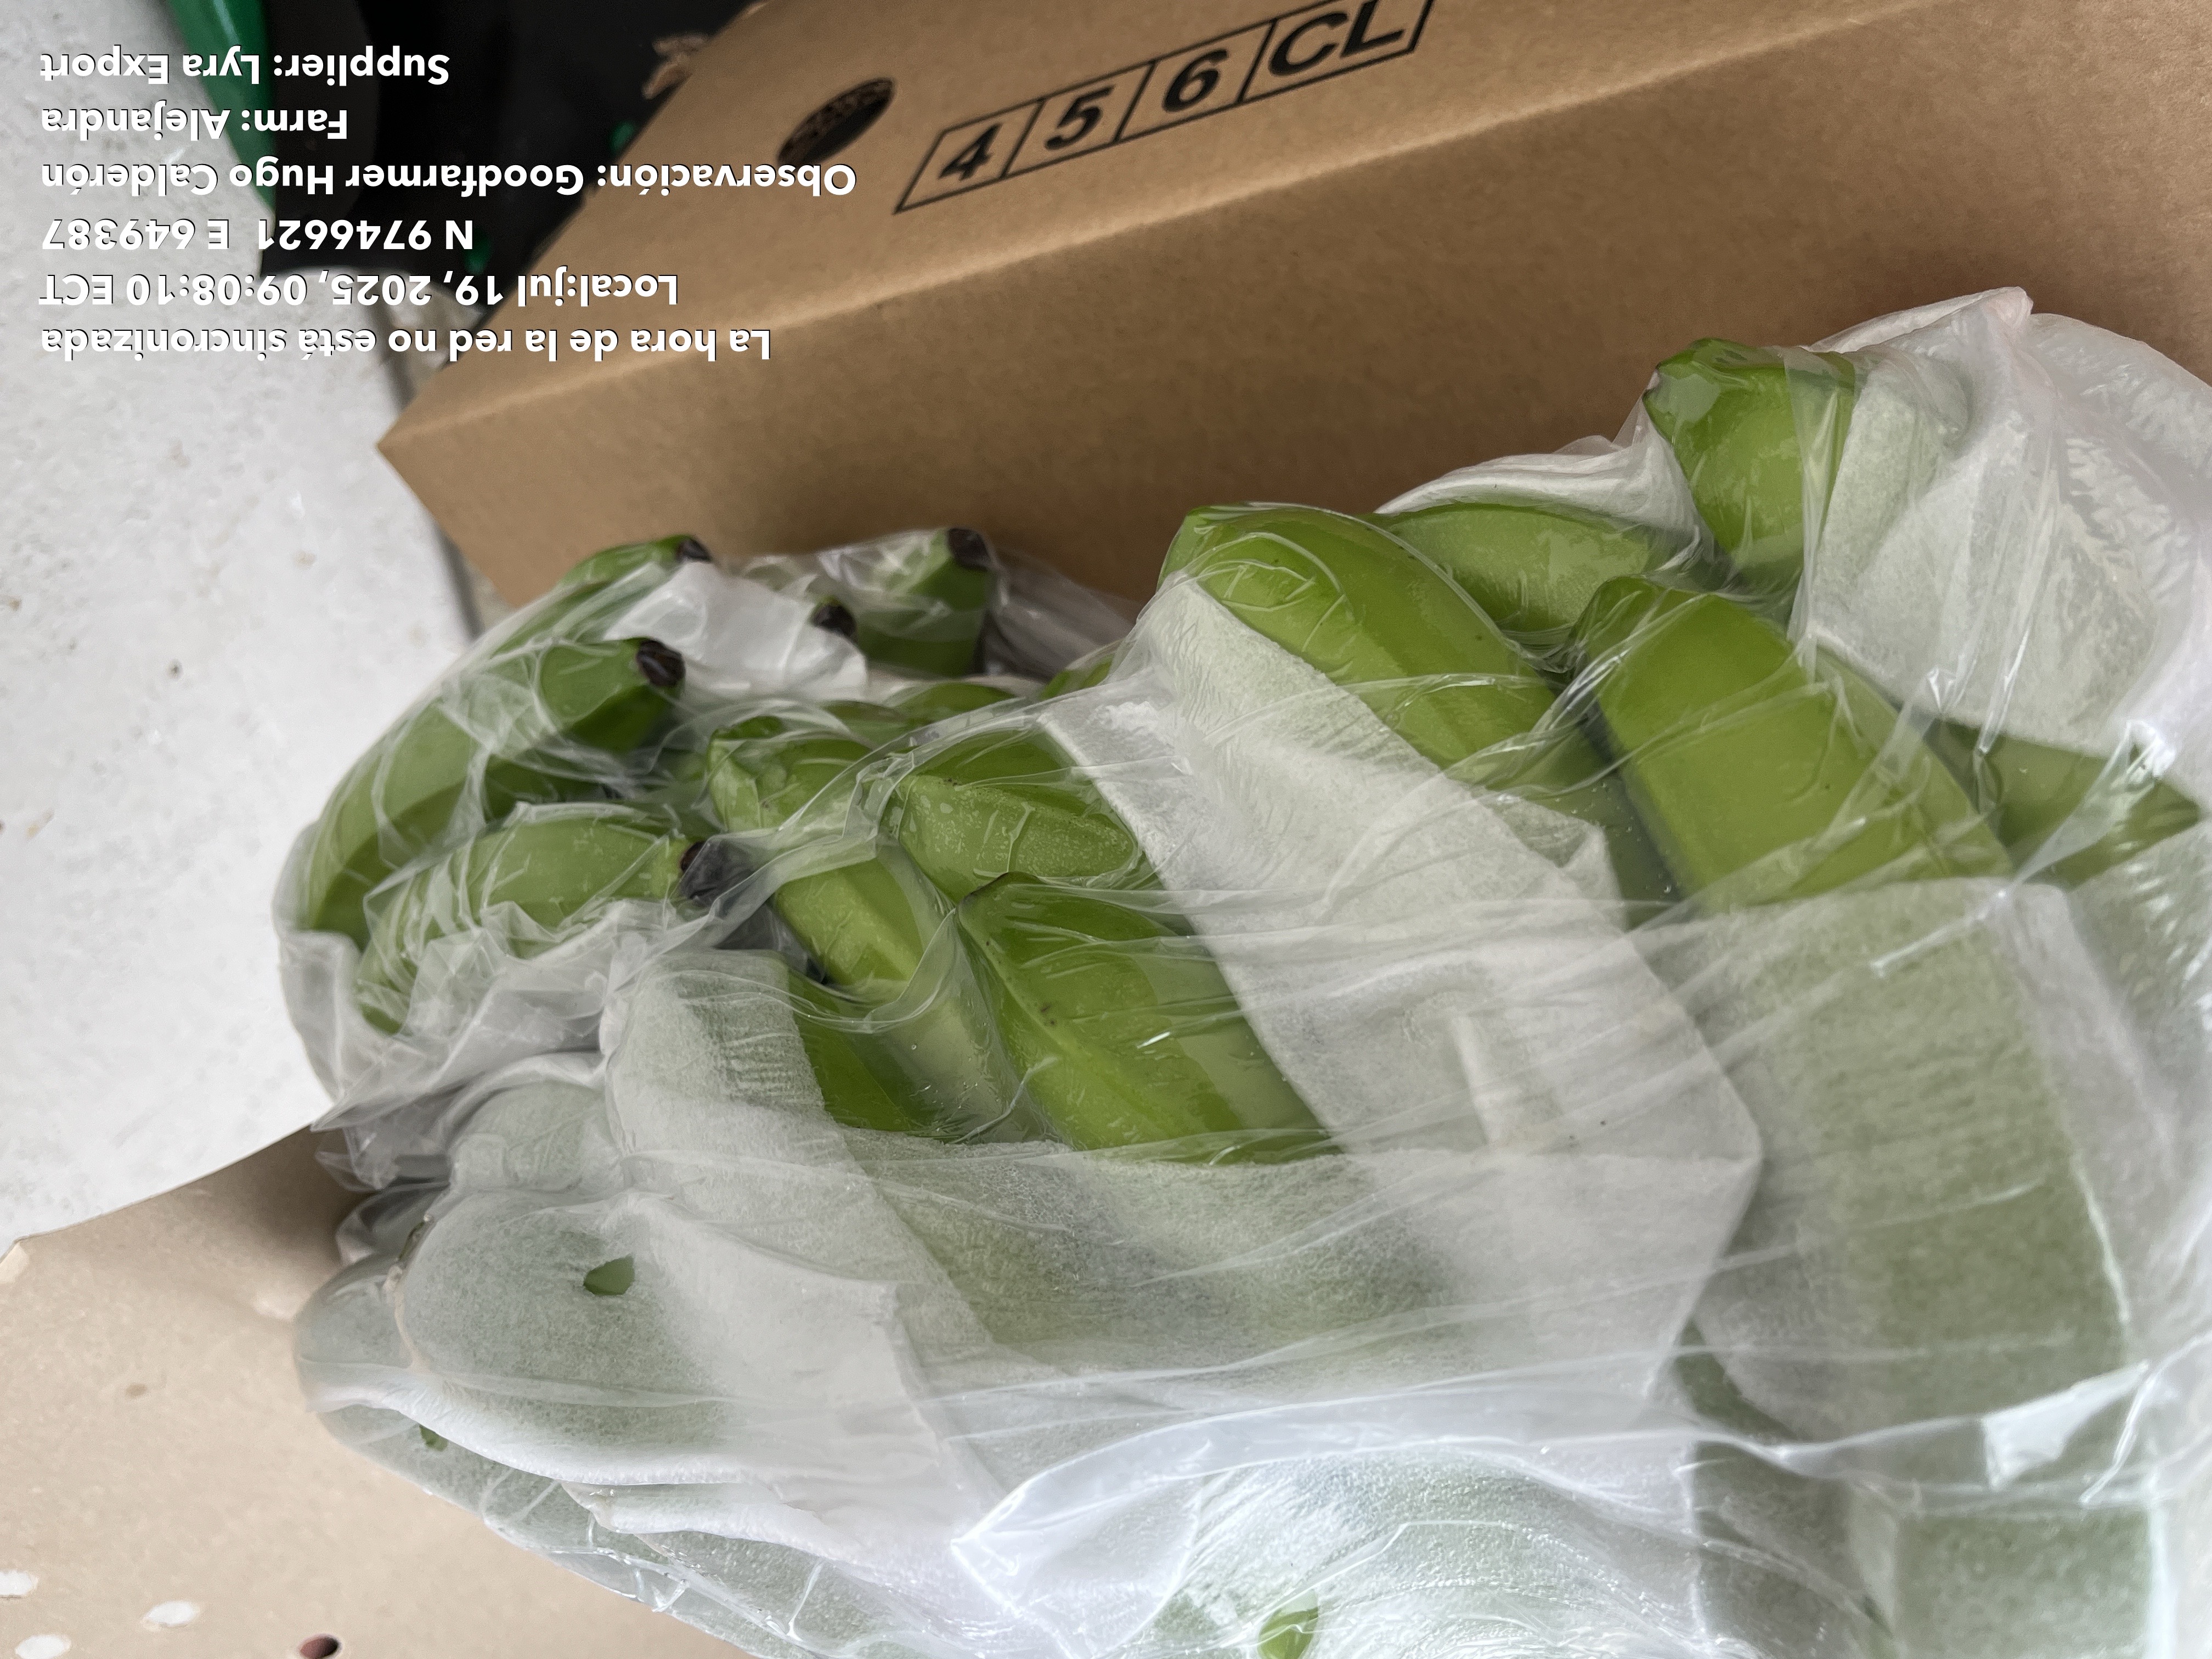 La hora de la red no está sincronizada
Local:jul 19, 2025, 09:08:10 ECT
N 9746621 E 649387
Observación: Goodfarmer Hugo Calderón
Farm: Alejandra
Supplier: Lyra Export
4 5 6 CL